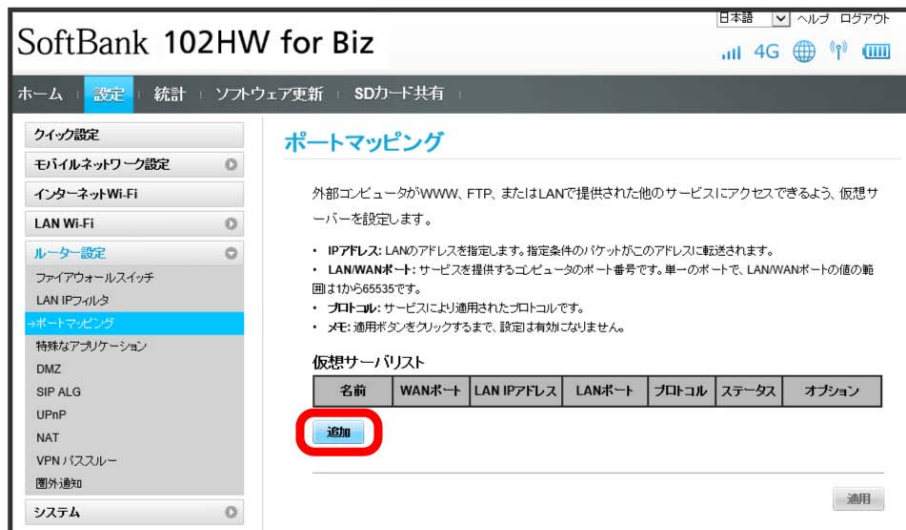 日本語 ヘルプ ログアウト
SoftBank 102HW for Biz
4G
ホーム 設定 統計 ソフトウェア更新 SDカード共有
クイック設定
モバイルネットワーク設定
インターネットWi-Fi
LAN Wi-Fi
ルーター設定
ファイアウォールスイッチ
LAN IPフィルタ
→ポートマッピング
特殊なアプリケーション
DMZ
SIP ALG
UPnP
NAT
VPN パススルー
圏外通知
システム
ポートマッピング
外部コンピュータがWWW、FTP、またはLANで提供された他のサービスにアクセスできるよう、仮想サ
ーバーを設定します。
・ IPアドレス: LANのアドレスを指定します。指定条件のパケットがこのアドレスに転送されます。
・ LAN/WANポート: サービスを提供するコンピュータのポート番号です。単一のポートで、LAN/WANポートの値の範
囲は1から65535です。
・ プロトコル: サービスにより適用されたプロトコルです。
・ メモ: 適用ボタンをクリックするまで、設定は有効になりません。
仮想サーバリスト
名前 WANポート LAN IPアドレス LANポート プロトコル ステータス オプション
追加
適用